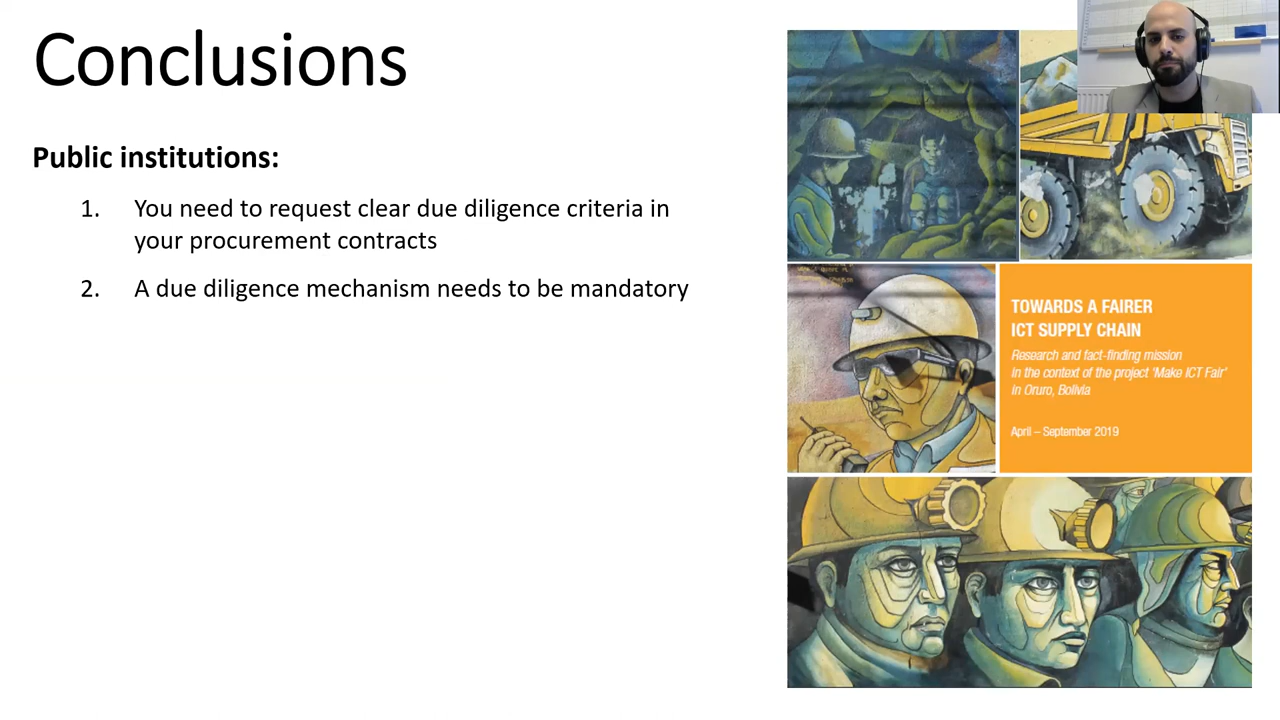 Conclusions
Public institutions:
1. You need to request clear due diligence criteria in
your procurement contracts
2. A due diligence mechanism needs to be mandatory
TOWARDS A FAIRER
ICT SUPPLY CHAIN
Research and fact-finding mission
in the context of the project ‘Make ICT Fair’
in Oruro, Bolivia
April – September 2019